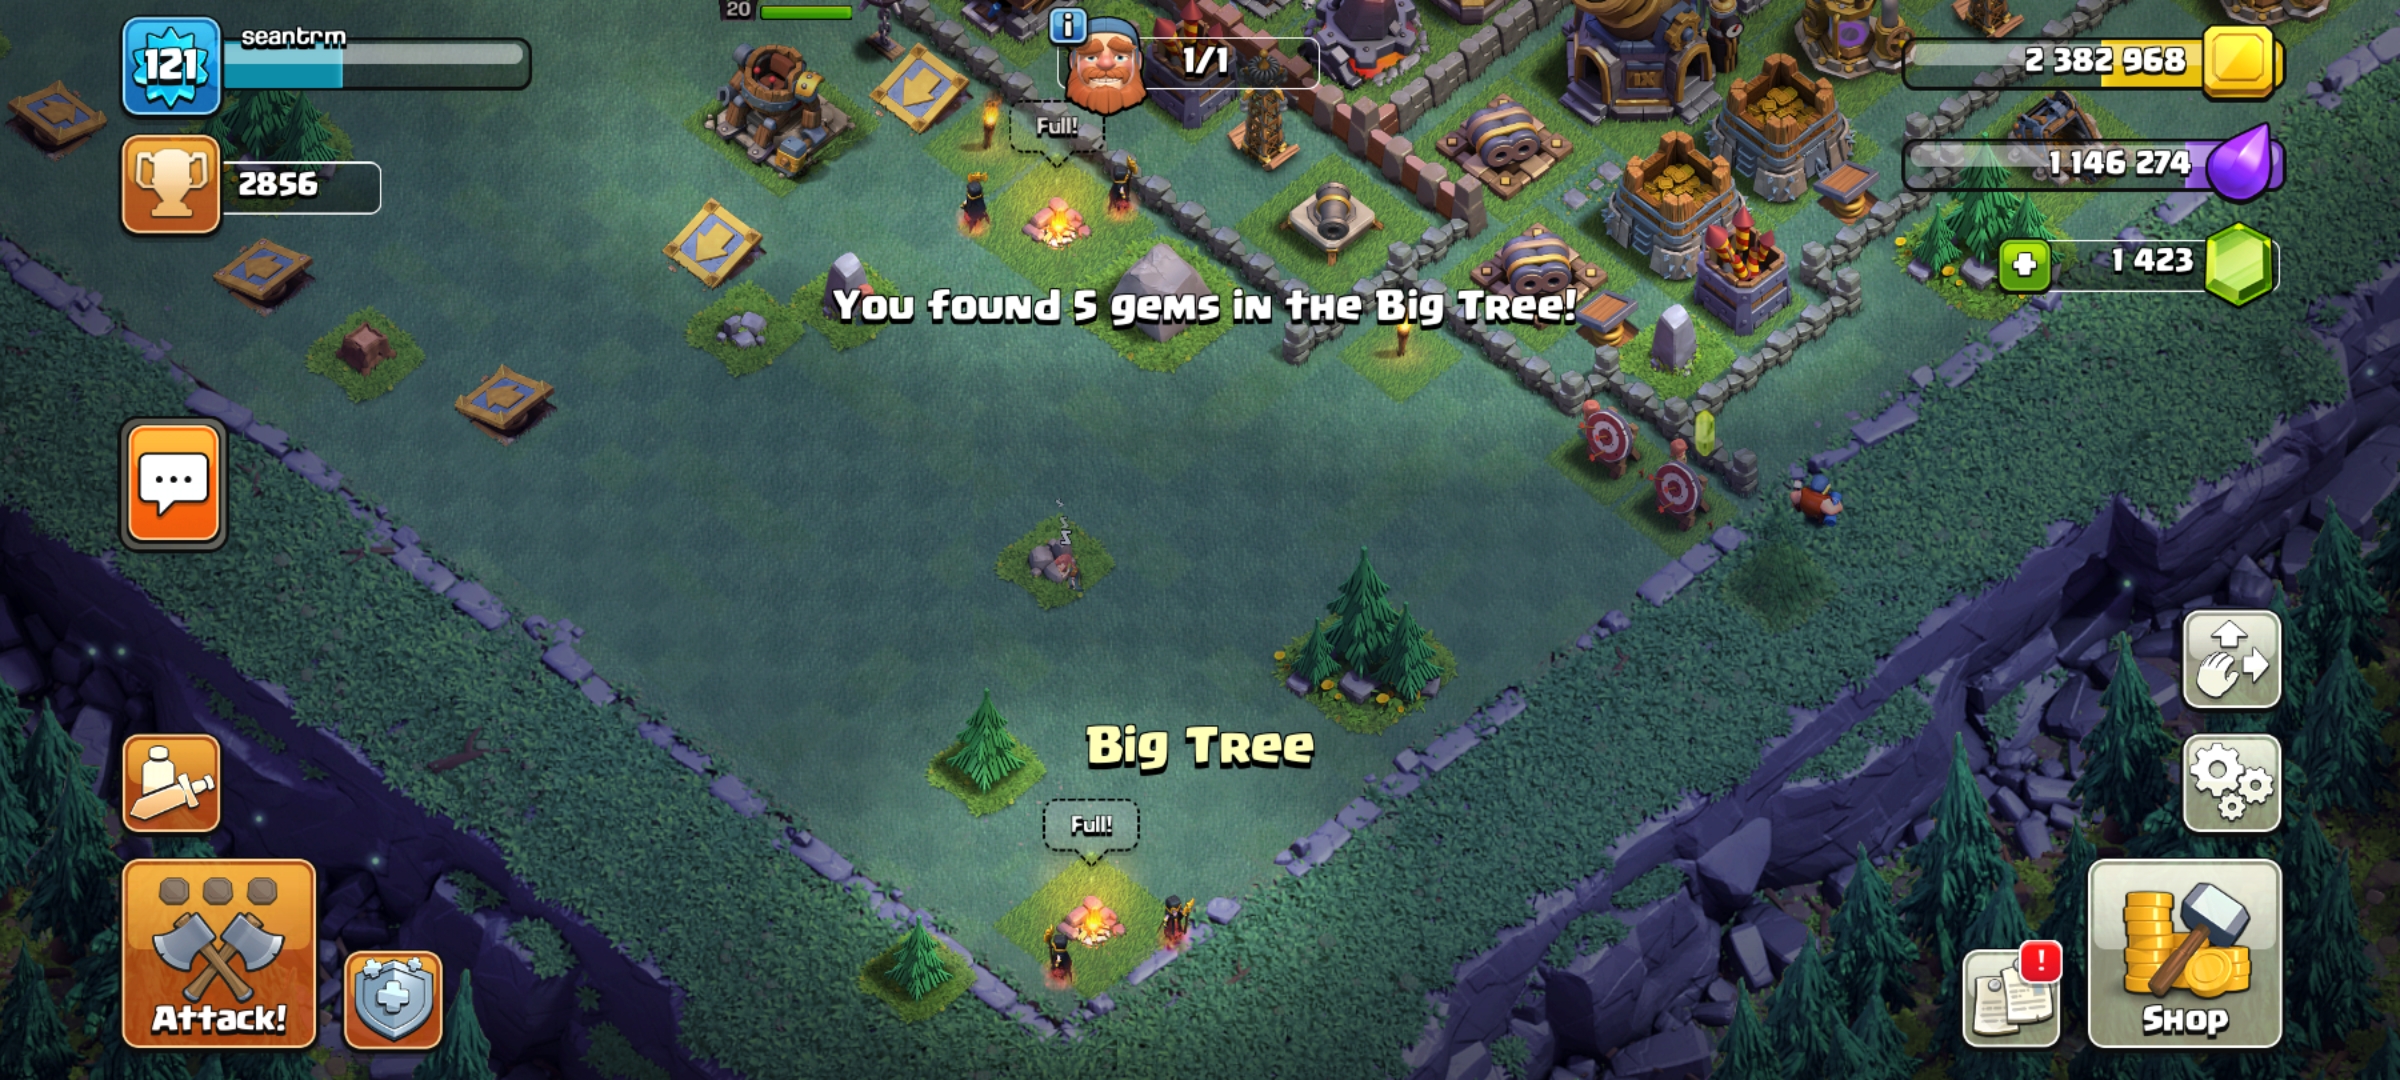 20
seantrm
121
1/1
2 382 968
Full!
1 146 274
2856
1 423
You found 5 gems in the Big Tree!
z
z
Big Tree
Full!
Attack!
!
Shop